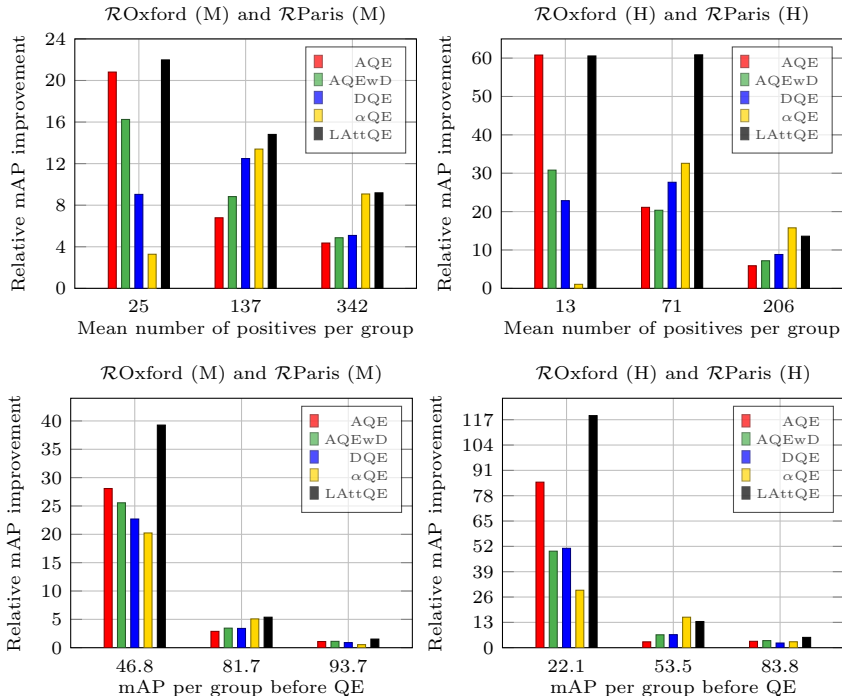 ℛOxford (M) and ℛParis (M)
Relative mAP improvement
24
20
16
12
8
4
0
AQE
AQEwD
DQE
αQE
LAttQE
25 137 342
Mean number of positives per group
ℛOxford (H) and ℛParis (H)
Relative mAP improvement
60
50
40
30
20
10
0
AQE
AQEwD
DQE
αQE
LAttQE
13 71 206
Mean number of positives per group
ℛOxford (M) and ℛParis (M)
Relative mAP improvement
40
35
30
25
20
15
10
5
0
AQE
AQEwD
DQE
αQE
LAttQE
46.8 81.7 93.7
mAP per group before QE
ℛOxford (H) and ℛParis (H)
Relative mAP improvement
117
104
91
78
65
52
39
26
13
0
AQE
AQEwD
DQE
αQE
LAttQE
22.1 53.5 83.8
mAP per group before QE